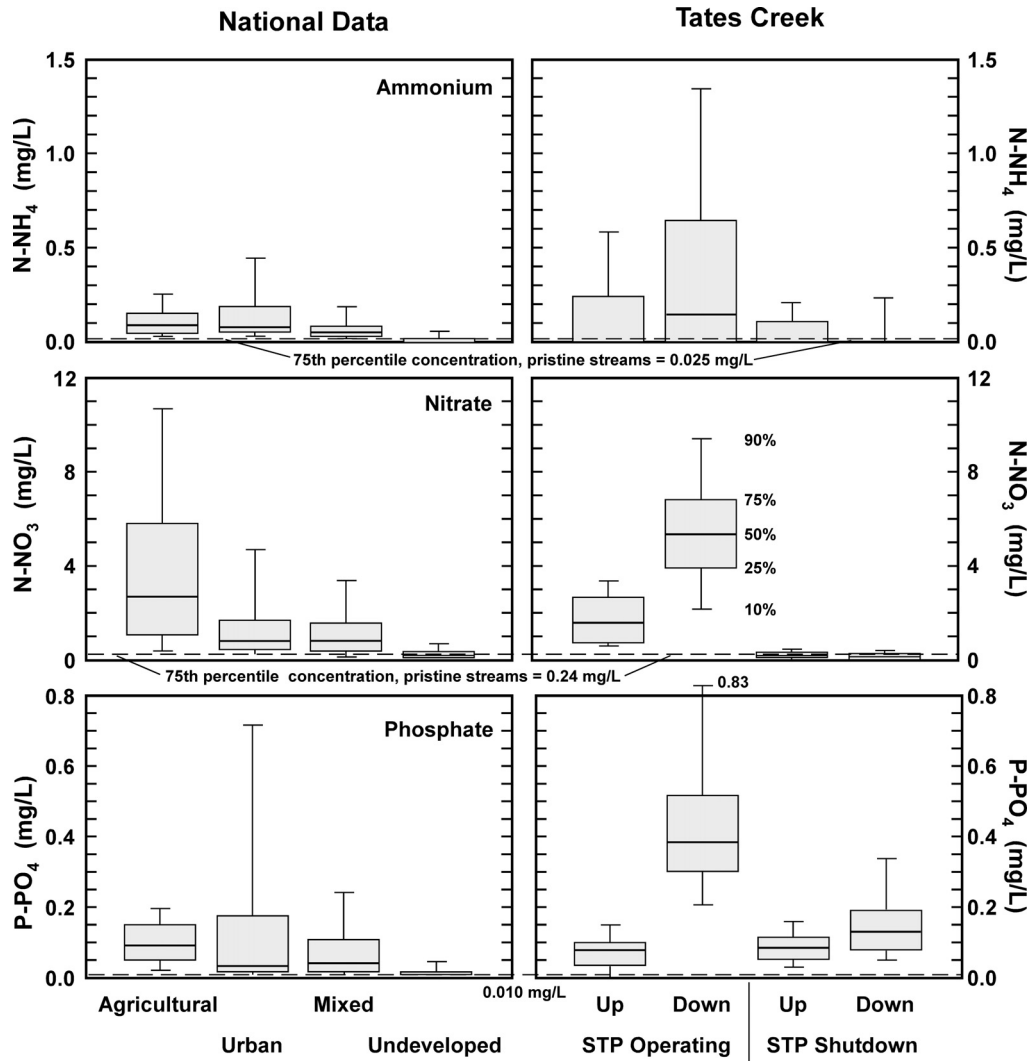 National Data
Tates Creek
N-NH4 (mg/L)
1.5
1.0
0.5
0.0
Ammonium
1.5
1.0
0.5
0.0
N-NH4 (mg/L)
75th percentile concentration, pristine streams = 0.025 mg/L
N-NO3 (mg/L)
12
8
4
0
Nitrate
90%
75%
50%
25%
10%
12
8
4
0
N-NO3 (mg/L)
75th percentile concentration, pristine streams = 0.24 mg/L
P-PO4 (mg/L)
0.8
0.6
0.4
0.2
0.0
Phosphate
0.83
0.8
0.6
0.4
0.2
0.0
P-PO4 (mg/L)
0.010 mg/L
Agricultural Mixed
Urban Undeveloped
Up Down Up Down
STP Operating STP Shutdown